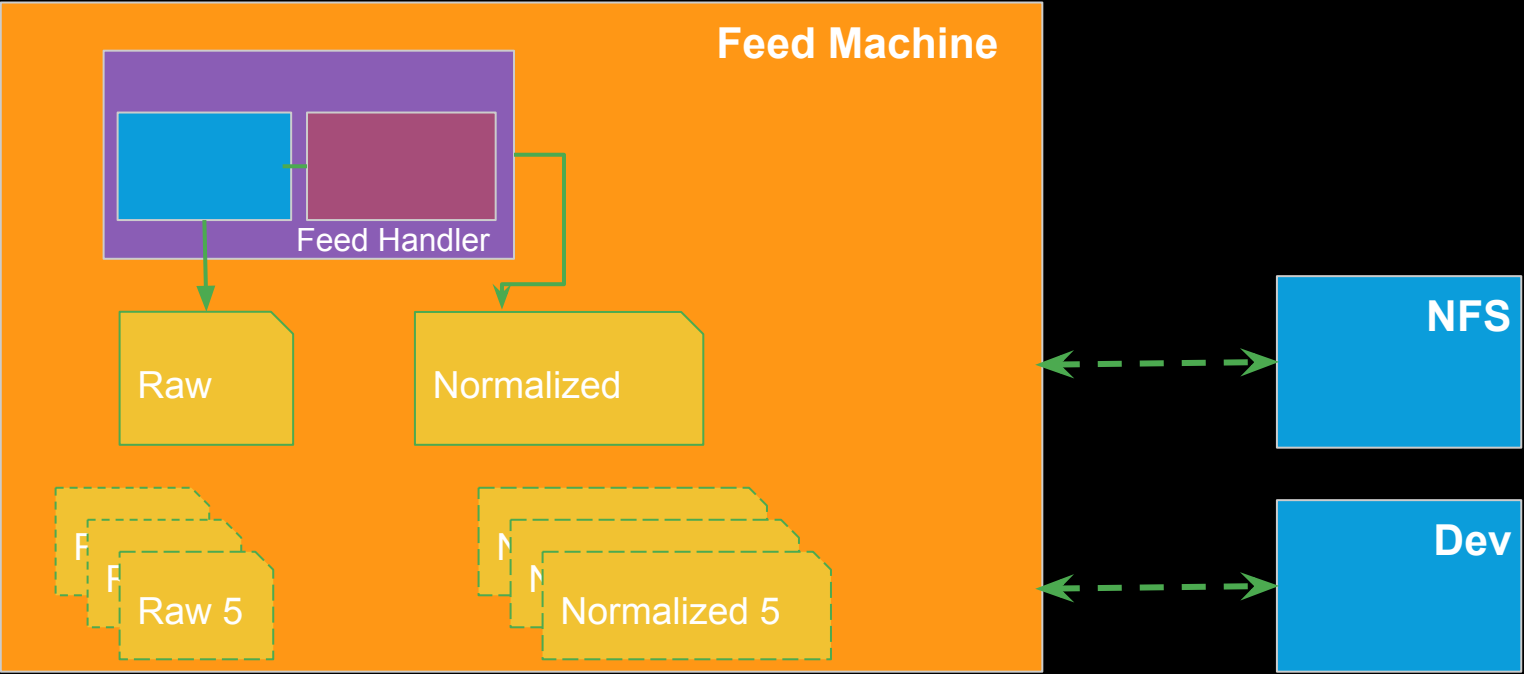 Feed Machine
Feed Handler
Raw
Normalized
NFS
Raw 5
Normalized 5
Dev